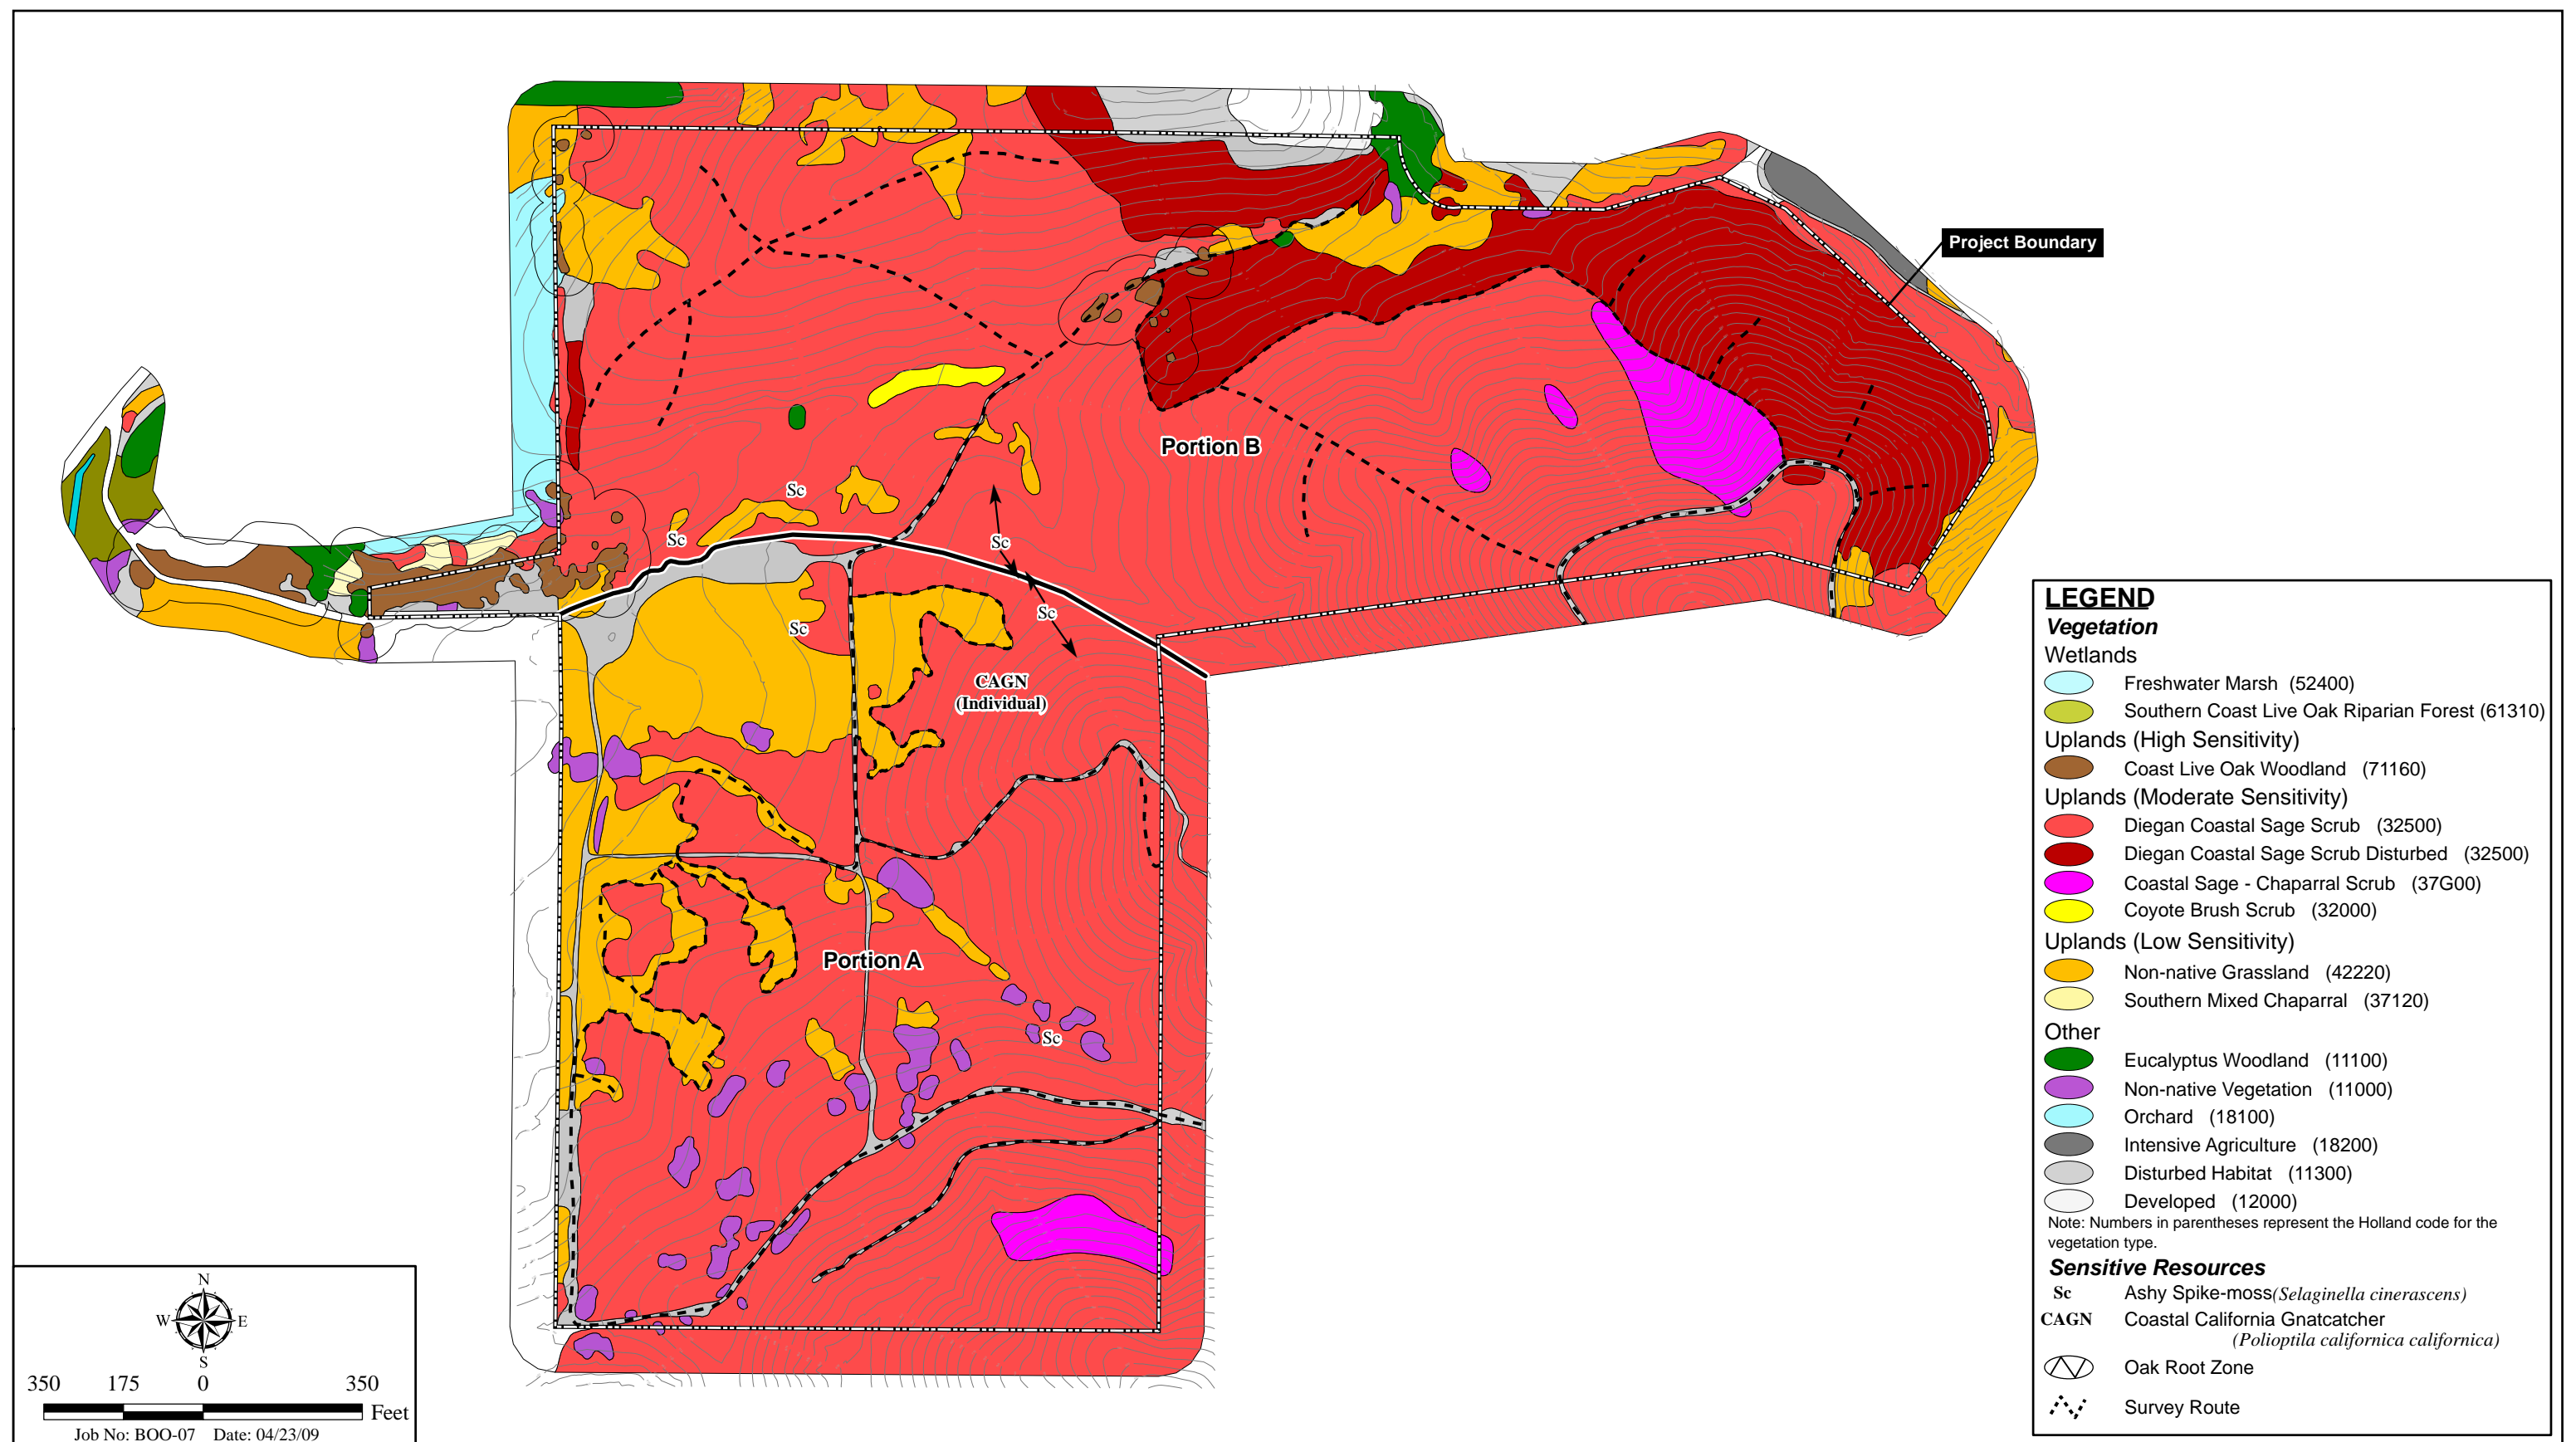 Project Boundary
Portion B
Sc
Sc
Sc
Sc
Sc
CAGN
(Individual)
Portion A
Sc
LEGEND
Vegetation
Wetlands
Freshwater Marsh (52400)
Southern Coast Live Oak Riparian Forest (61310)
Uplands (High Sensitivity)
Coast Live Oak Woodland (71160)
Uplands (Moderate Sensitivity)
Diegan Coastal Sage Scrub (32500)
Diegan Coastal Sage Scrub Disturbed (32500)
Coastal Sage - Chaparral Scrub (37G00)
Coyote Brush Scrub (32000)
Uplands (Low Sensitivity)
Non-native Grassland (42220)
Southern Mixed Chaparral (37120)
Other
Eucalyptus Woodland (11100)
Non-native Vegetation (11000)
Orchard (18100)
Intensive Agriculture (18200)
Disturbed Habitat (11300)
Developed (12000)
Note: Numbers in parentheses represent the Holland code for the
vegetation type.
Sensitive Resources
Sc Ashy Spike-moss (Selaginella cinerascens)
CAGN Coastal California Gnatcatcher
(Polioptila californica californica)
Oak Root Zone
Survey Route
N
W E
S
350 175 0 350
Feet
Job No: BOO-07 Date: 04/23/09